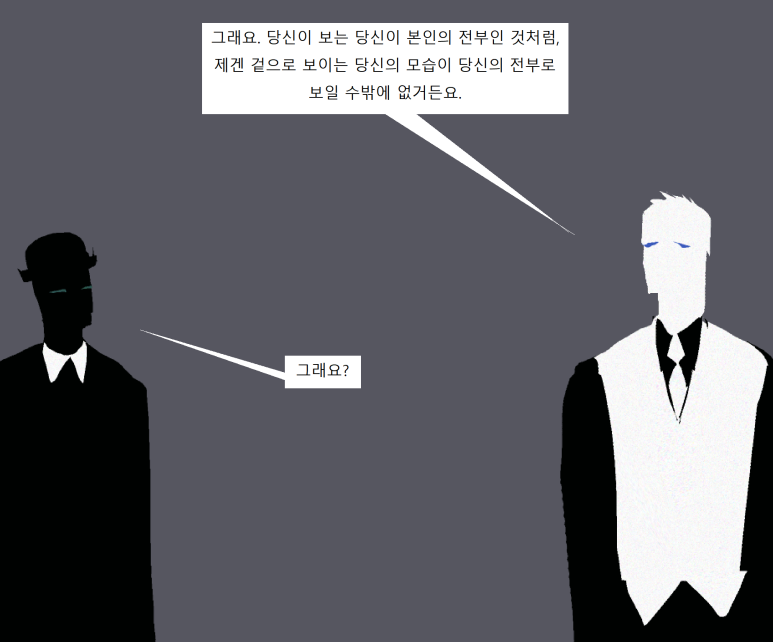 그래요. 당신이 보는 당신이 본인의 전부인 것처럼,
제겐 겉으로 보이는 당신의 모습이 당신의 전부로
보일 수밖에 없거든요.
그래요?